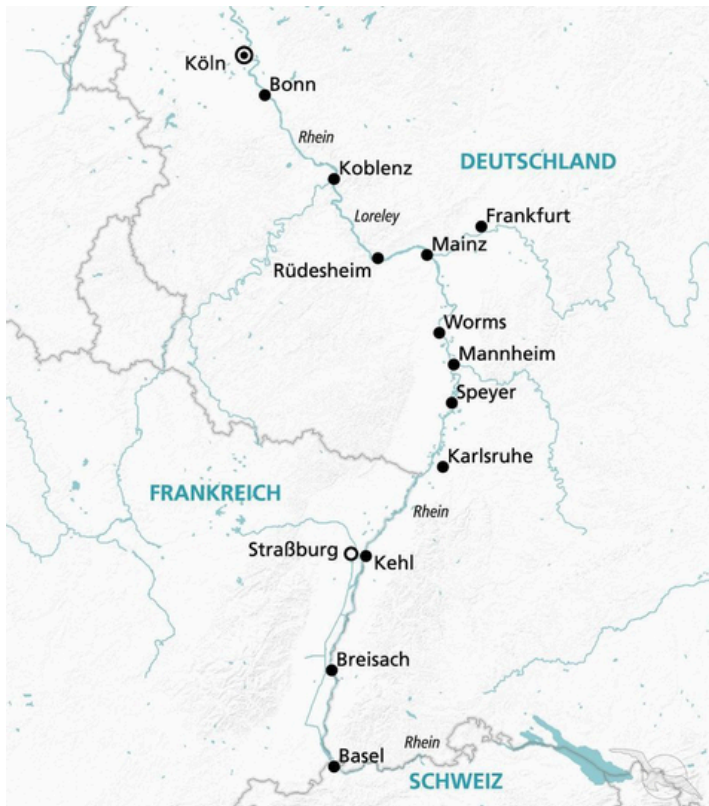 Köln
Bonn
Rhein
Koblenz
DEUTSCHLAND
Loreley
Frankfurt
Mainz
Rüdesheim
Worms
Mannheim
Speyer
Karlsruhe
FRANKREICH
Rhein
Straßburg
Kehl
Breisach
Rhein
Basel
SCHWEIZ